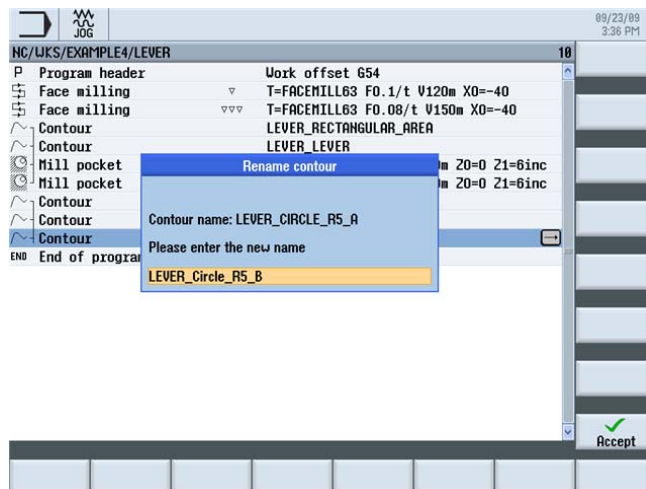 JOG
09/23/09
3:36 PM
NC/WKS/EXAMPLE4/LEVER 10
P Program header Work offset G54
Face milling ▽ T=FACEMILL63 F0.1/t V120m X0=-40
Face milling ▽▽▽ T=FACEMILL63 F0.08/t V150m X0=-40
Contour LEVER_RECTANGULAR_AREA
Contour LEVER_LEVER
Mill pocket Z0=0 Z1=6inc
Mill pocket Z0=0 Z1=6inc
Contour
Contour
Contour
END End of
Rename contour
Contour name: LEVER_CIRCLE_R5_A
Please enter the new name
LEVER_Circle_R5_B
Accept